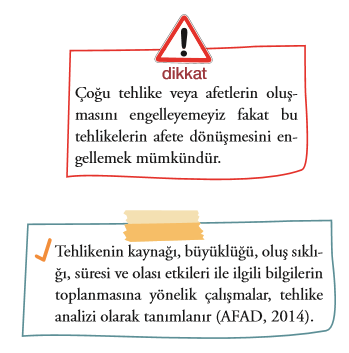 dikkat
Çoğu tehlike veya afetlerin oluş-
masını engelleyemeyiz fakat bu
tehlikelerin afete dönüşmesini en-
gellemek mümkündür.
Tehlikenin kaynağı, büyüklüğü, oluş sıklı-
ğı, süresi ve olası etkileri ile ilgili bilgilerin
toplanmasına yönelik çalışmalar, tehlike
analizi olarak tanımlanır (AFAD, 2014).